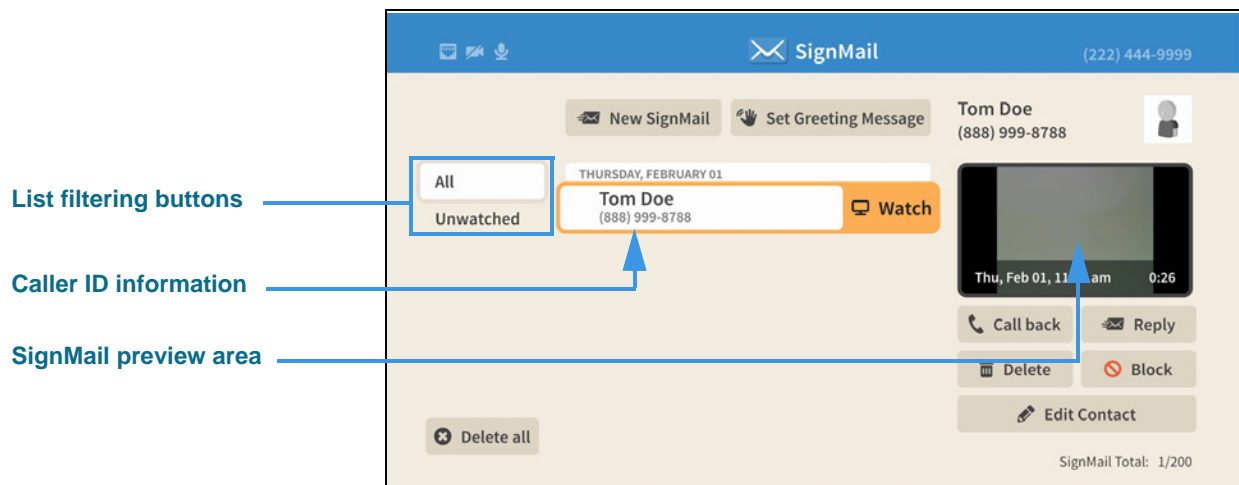 SignMail
(222) 444-9999
New SignMail
Set Greeting Message
Tom Doe
(888) 999-8788
List filtering buttons
All
Unwatched
THURSDAY, FEBRUARY 01
Tom Doe
(888) 999-8788
Watch
Caller ID information
Thu, Feb 01, 11 am
0:26
SignMail preview area
Call back
Reply
Delete
Block
Edit Contact
Delete all
SignMail Total: 1/200